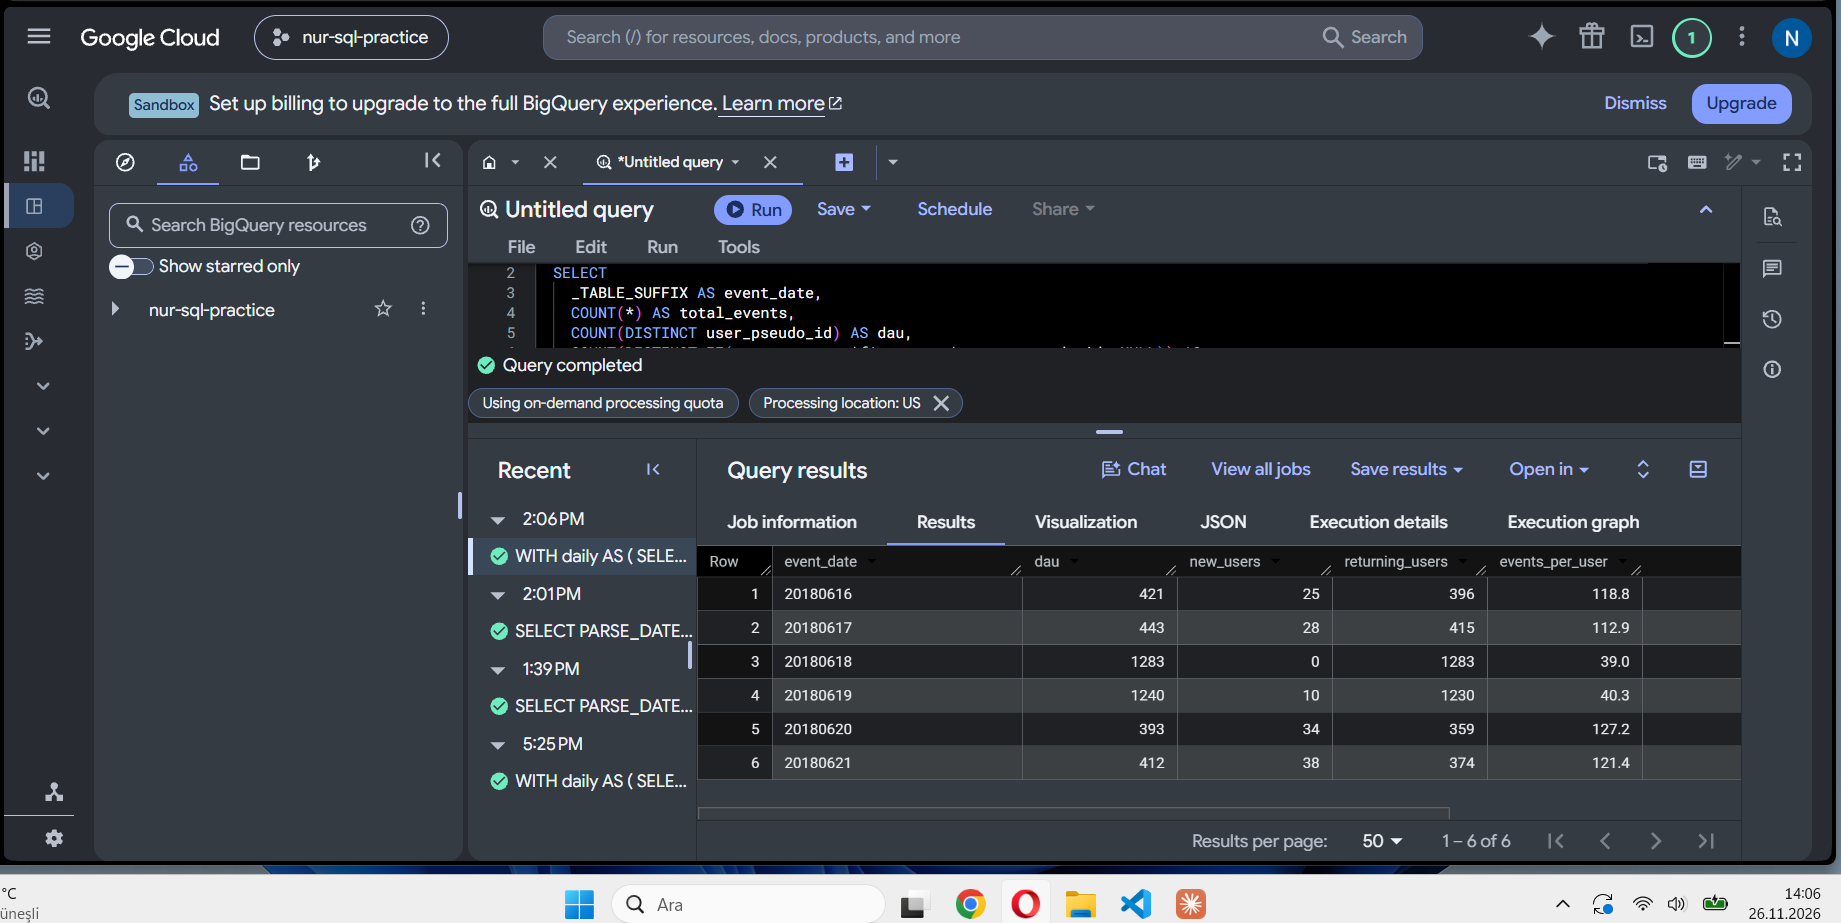 Google Cloud
nur-sql-practice
Search (/) for resources, docs, products, and more
Search
1
N
Sandbox Set up billing to upgrade to the full BigQuery experience. Learn more
Dismiss
Upgrade
*Untitled query
Search BigQuery resources
Show starred only
nur-sql-practice
Untitled query
Run
Save
Schedule
Share
File Edit Run Tools
2 SELECT
3 _TABLE_SUFFIX AS event_date,
4 COUNT(*) AS total_events,
5 COUNT(DISTINCT user_pseudo_id) AS dau,
Query completed
Using on-demand processing quota
Processing location: US
Recent
2:06 PM
WITH daily AS ( SELE...
2:01 PM
SELECT PARSE_DATE...
1:39 PM
SELECT PARSE_DATE...
5:25 PM
WITH daily AS ( SELE...
Query results
Chat
View all jobs
Save results
Open in
Job information Results Visualization JSON Execution details Execution graph
Row event_date dau new_users returning_users events_per_user
1 20180616 421 25 396 118.8
2 20180617 443 28 415 112.9
3 20180618 1283 0 1283 39.0
4 20180619 1240 10 1230 40.3
5 20180620 393 34 359 127.2
6 20180621 412 38 374 121.4
Results per page: 50 1 – 6 of 6
°C
üneşli
Ara
14:06
26.11.2026